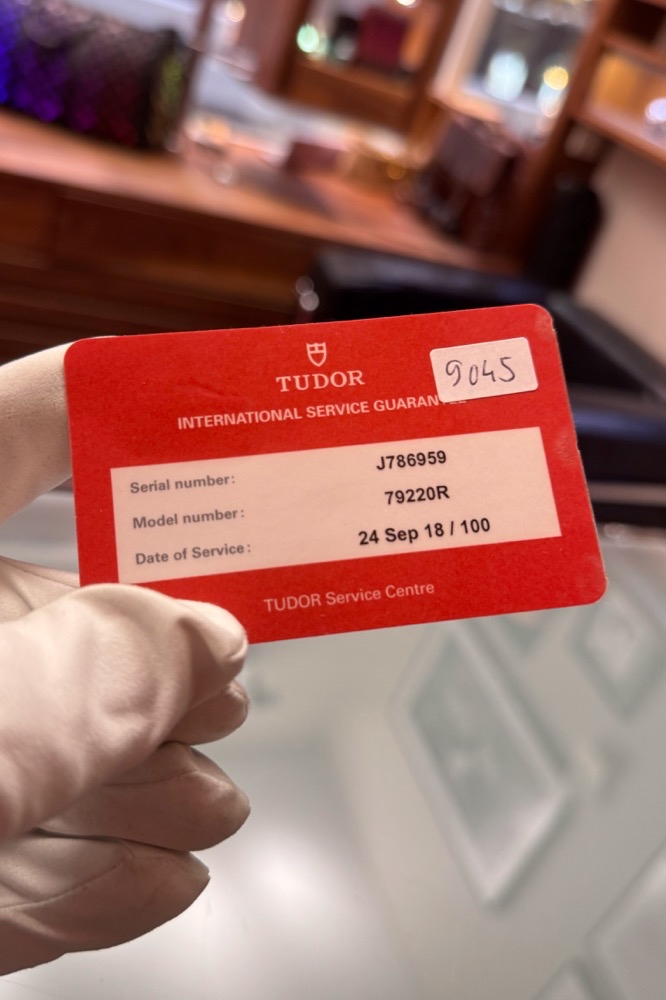 TUDOR
9045
INTERNATIONAL SERVICE
Serial number: J786959
Model number: 79220R
Date of Service: 24 Sep 18 / 100
TUDOR Service Centre